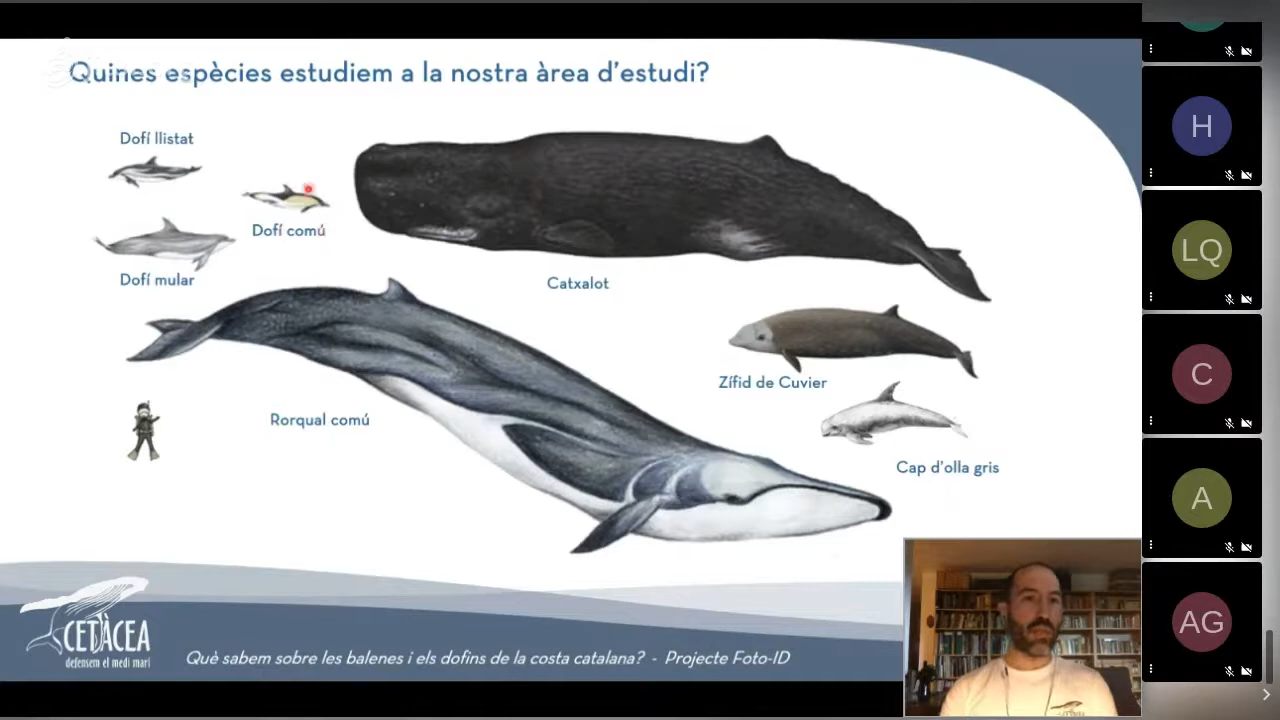 Quines espècies estudiem a la nostra àrea d'estudi?
Dofí llistat
Dofí comú
Dofí mular
Catxalot
Zífid de Cuvier
Rorqual comú
Cap d'olla gris
CETÀCEA
defensem el medi marí
Què sabem sobre les balenes i els dofins de la costa catalana? - Projecte Foto-ID
H
LQ
C
A
AG
CETÀCEA